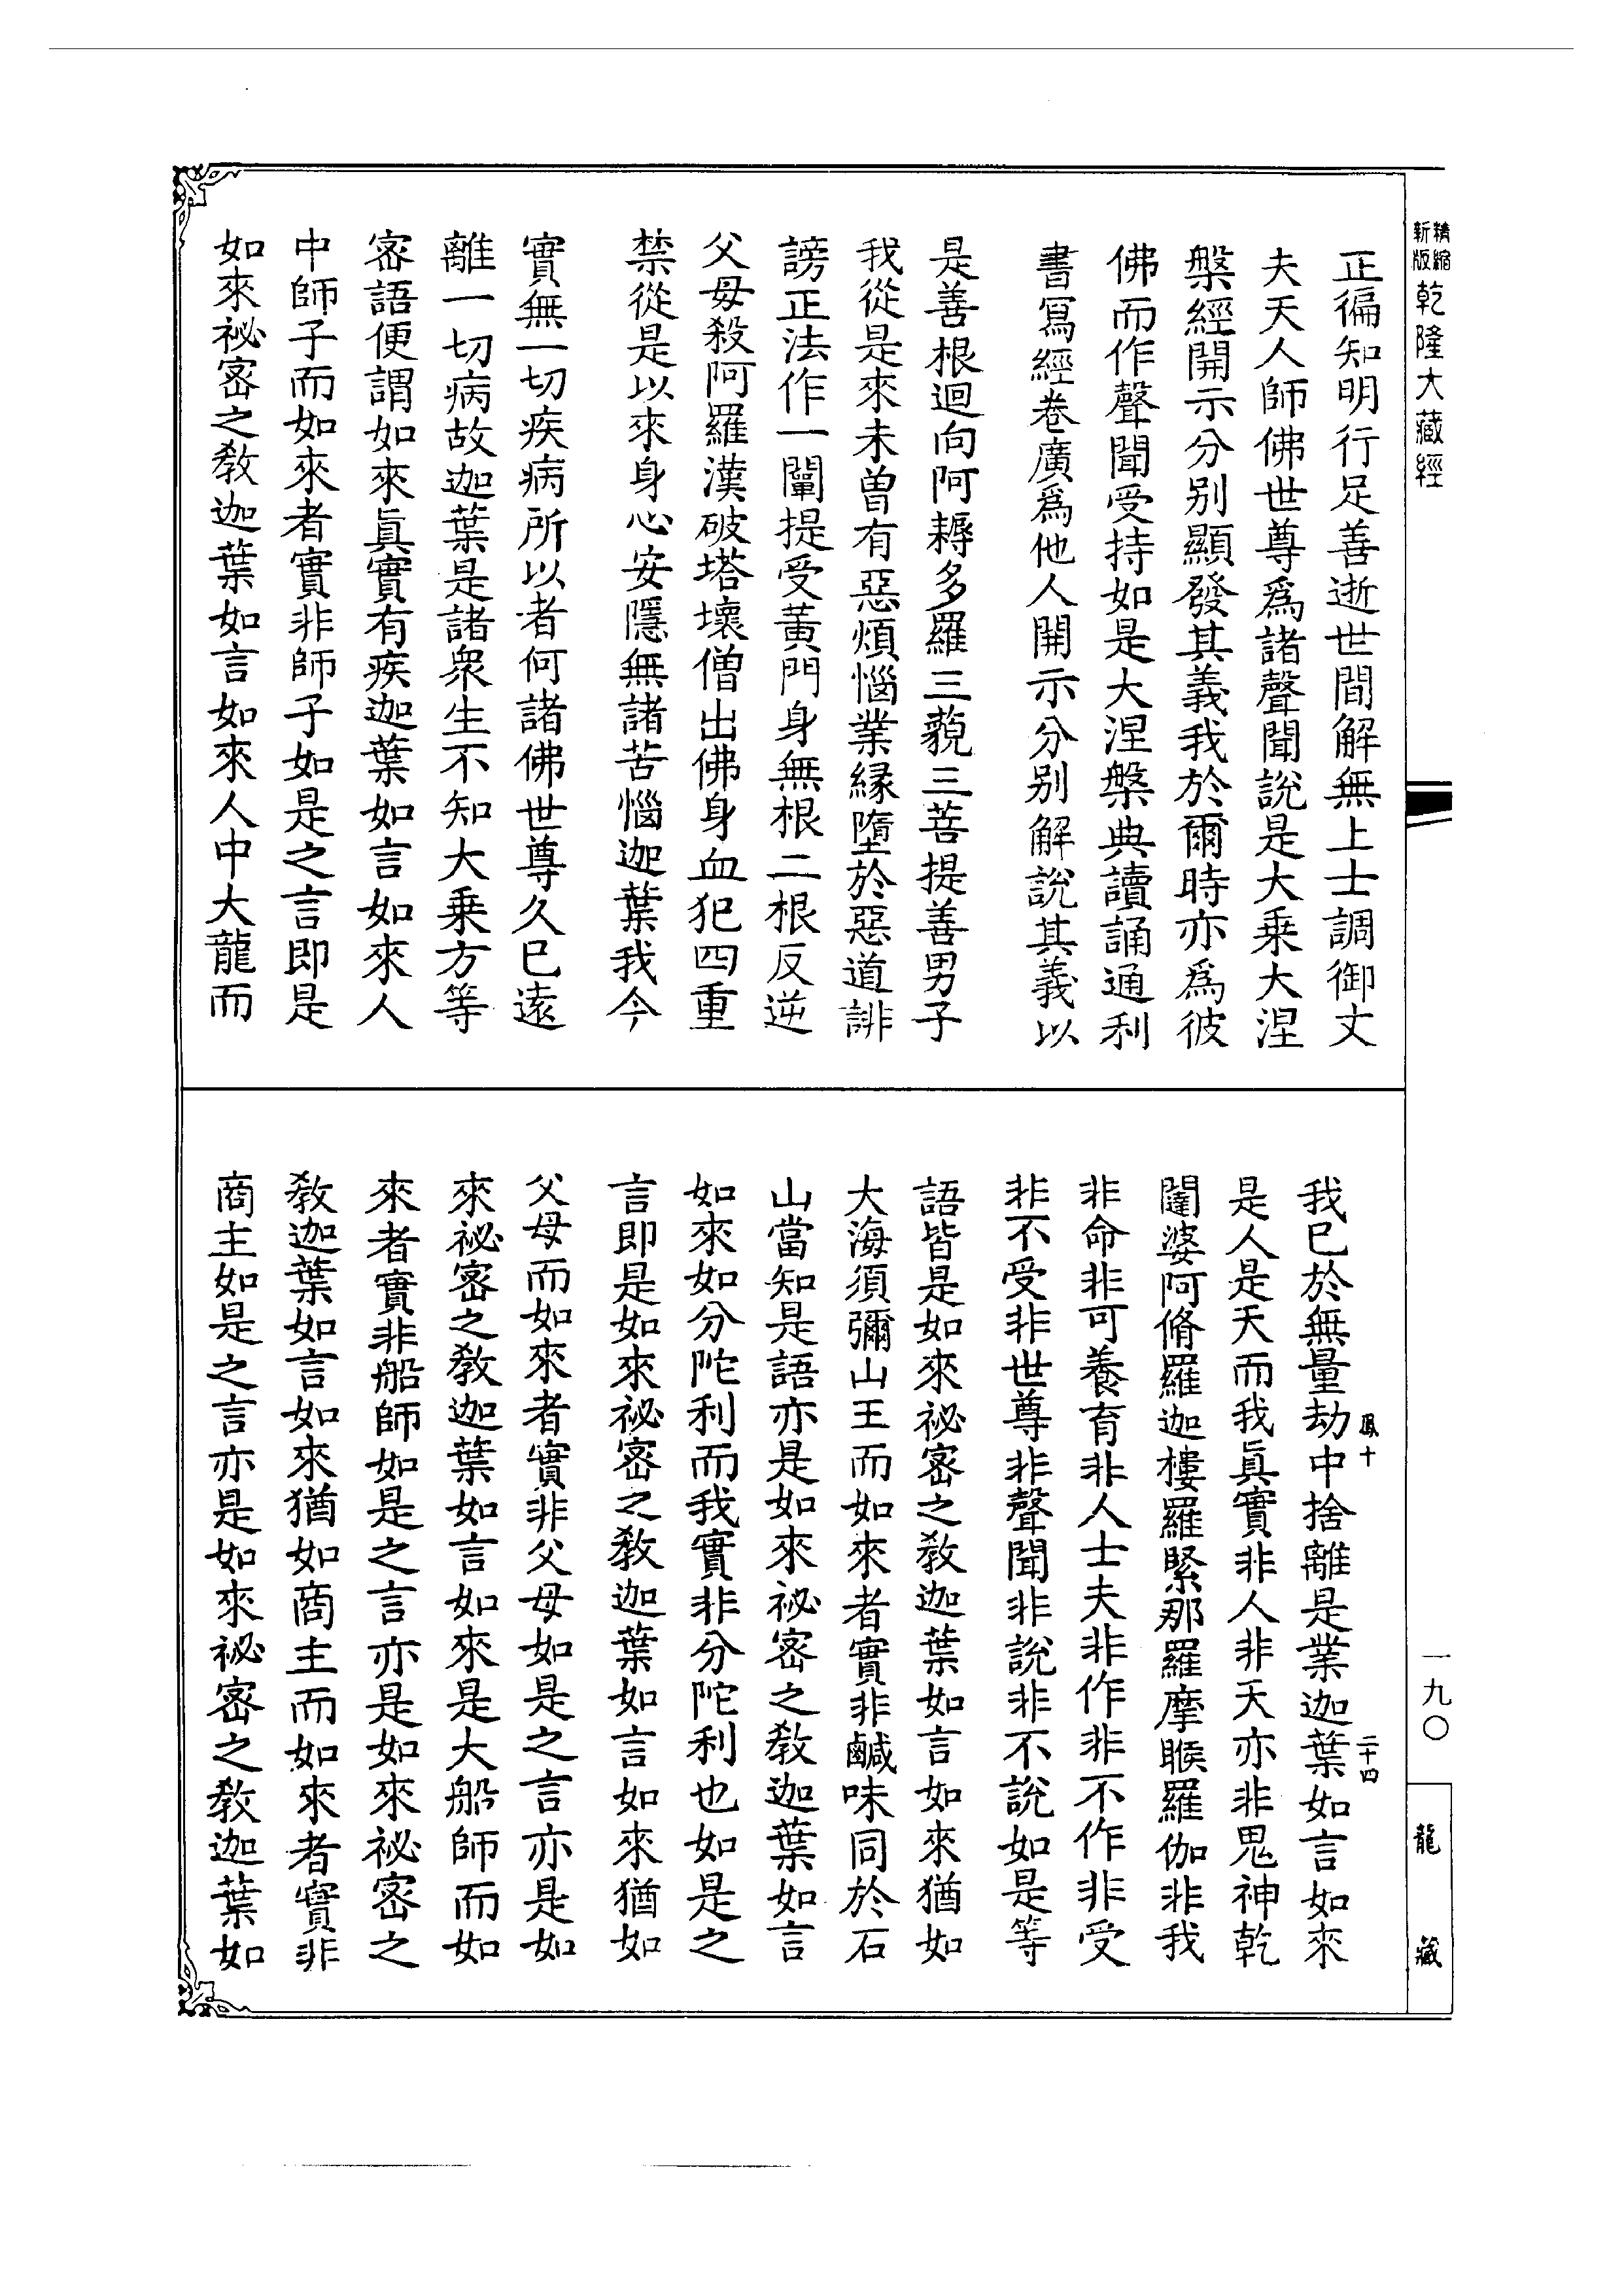 精縮新版乾隆大藏經
一九〇
龍藏
正徧知明行足善逝世間解無上士調御丈
夫天人師佛世尊爲諸聲聞說是大乗大涅
槃經開示分别顯發其義我於爾時亦爲彼
佛而作聲聞受持如是大涅槃典讀誦通利
書寫經卷廣爲他人開示分别解說其義以
是善根迴向阿耨多羅三藐三菩提善男子
我從是來未曾有惡煩惱業緣墮於惡道誹
謗正法作一闡提受黃門身無根二根反逆
父母殺阿羅漢破塔壞僧出佛身血犯四重
禁從是以來身心安隱無諸苦惱迦葉我今
實無一切疾病所以者何諸佛世尊久已遠
離一切病故迦葉是諸衆生不知大乗方等
密語便謂如來眞實有疾迦葉如言如來人
中師子而如來者實非師子如是之言即是
如來祕密之教迦葉如言如來人中大龍而
我已於無量劫中捨離是業迦葉如言如來
鳳十
二十四
是人是天而我眞實非人非天亦非鬼神乾
闥婆阿脩羅迦樓羅緊那羅摩睺羅伽非我
非命非可養育非人士夫非作非不作非受
非不受非世尊非聲聞非說非不說如是等
語皆是如來祕密之教迦葉如言如來猶如
大海須彌山王而如來者實非鹹味同於石
山當知是語亦是如來祕密之教迦葉如言
如來如分陀利而我實非分陀利也如是之
言即是如來祕密之教迦葉如言如來猶如
父母而如來者實非父母如是之言亦是如
來祕密之教迦葉如言如來是大船師而如
來者實非船師如是之言亦是如來祕密之
教迦葉如言如來猶如商主而如來者實非
商主如是之言亦是如來祕密之教迦葉如